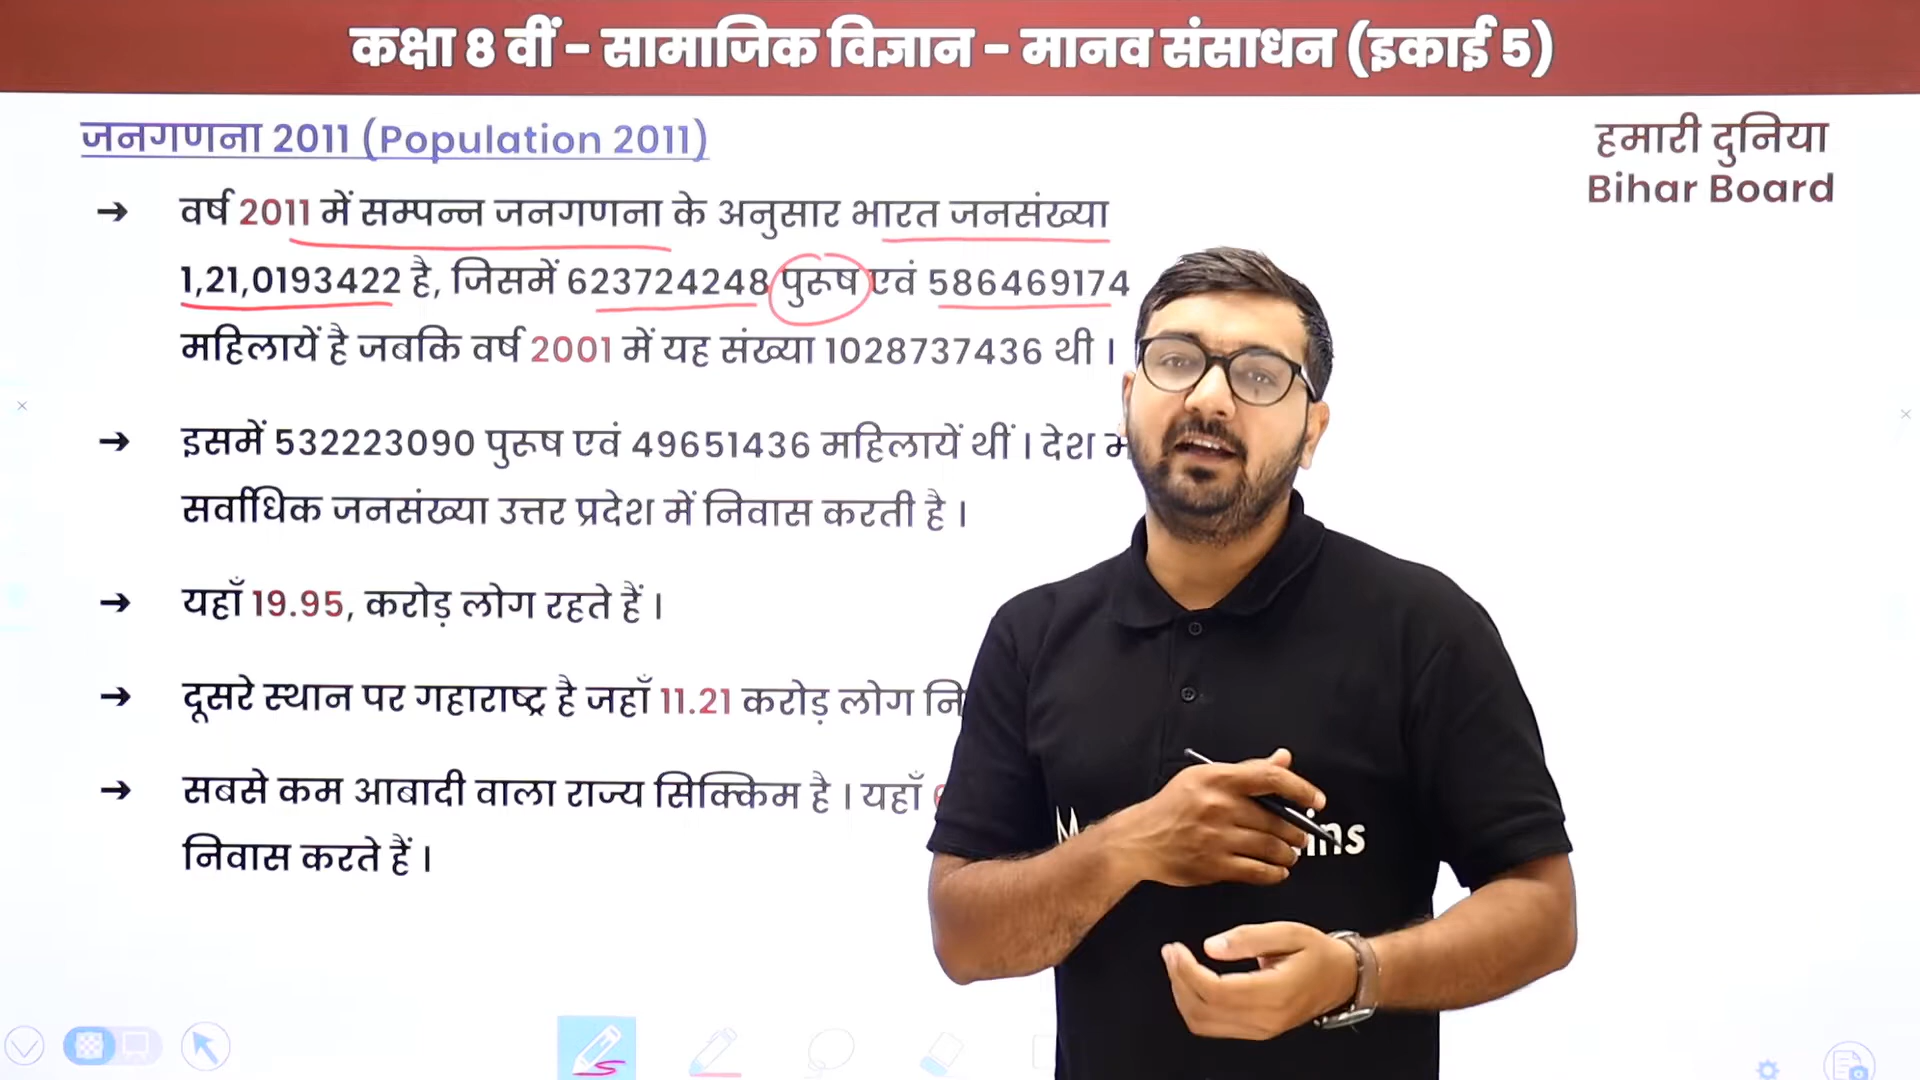 कक्षा 8 वीं - सामाजिक विज्ञान - मानव संसाधन (इकाई 5)
जनगणना 2011 (Population 2011)
हमारी दुनिया
Bihar Board
→ वर्ष 2011 में सम्पन्न जनगणना के अनुसार भारत जनसंख्या
1,21,0193422 है, जिसमें 623724248 पुरूष एवं 586469174
महिलायें है जबकि वर्ष 2001 में यह संख्या 1028737436 थी ।
→ इसमें 532223090 पुरूष एवं 49651436 महिलायें थीं । देश में
सर्वाधिक जनसंख्या उत्तर प्रदेश में निवास करती है ।
→ यहाँ 19.95, करोड़ लोग रहते हैं ।
→ दूसरे स्थान पर गहाराष्ट्र है जहाँ 11.21 करोड़ लोग
→ सबसे कम आबादी वाला राज्य सिक्किम है । यहाँ
निवास करते हैं ।